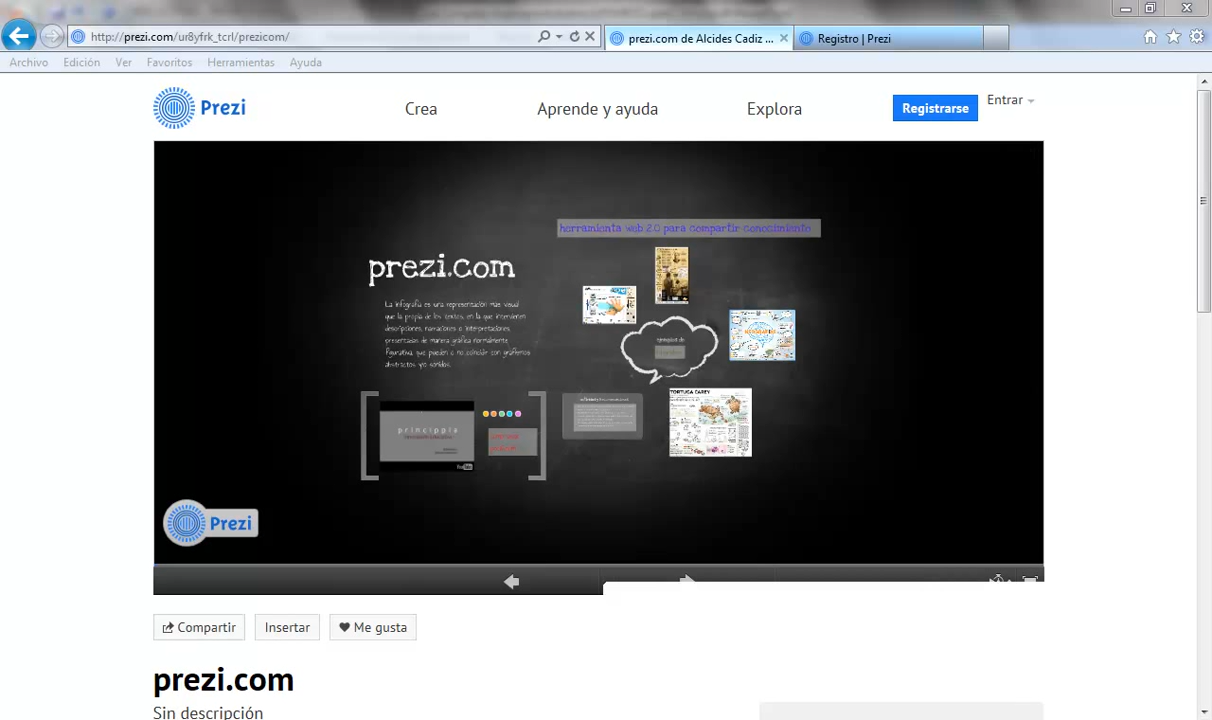 http://prezi.com/ur8yfrk_tcrl/prezicom/
prezi.com de Alcides Cadiz ...
Registro | Prezi
Archivo Edición Ver Favoritos Herramientas Ayuda
Prezi
Crea
Aprende y ayuda
Explora
Registrarse
Entrar
herramienta web 2.0 para compartir conocimiento
prezi.com
La infografía es una representación más visual
que la propia de los textos, en la que intervienen
descripciones, narraciones o interpretaciones,
presentadas de manera gráfica normalmente
figurativa, que pueden o no coincidir con grafismos
abstractos y/o sonidos.
TORTUGA CAREY
princippia
Prezi
Compartir
Insertar
Me gusta
prezi.com
Sin descripción